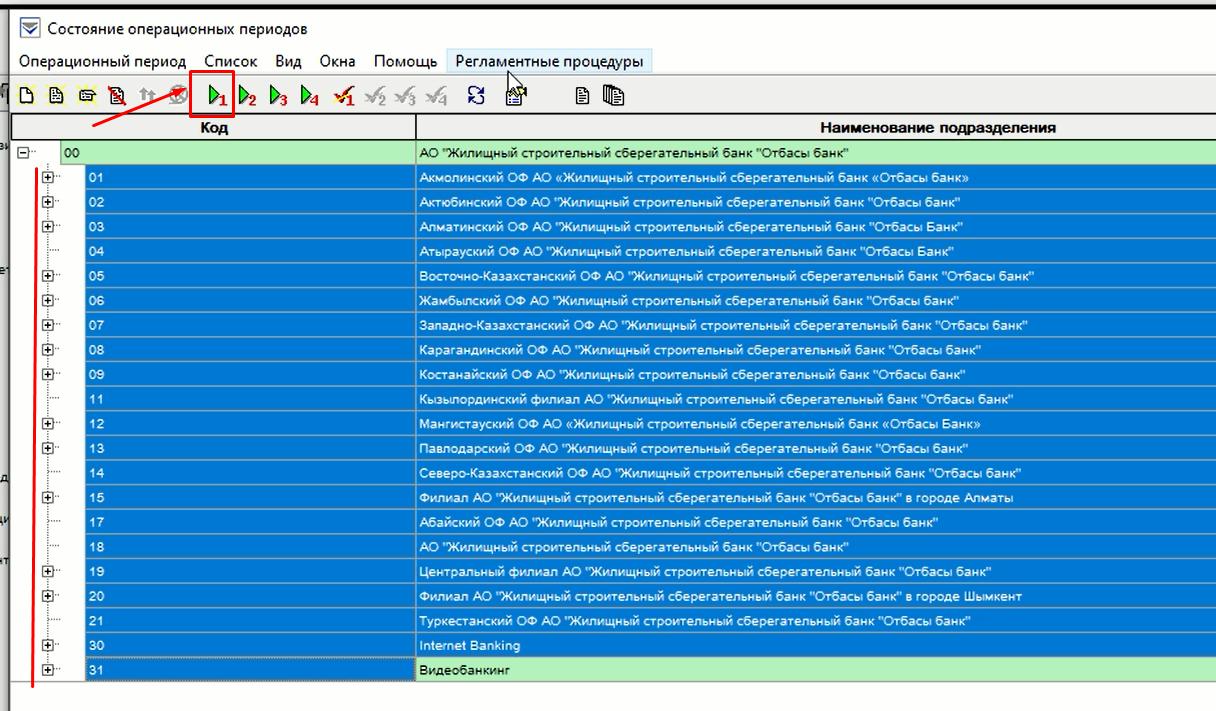 Состояние операционных периодов
Операционный период Список Вид Окна Помощь Регламентные процедуры
1 2 3 4 1 2 3 4
Код Наименование подразделения
00 АО "Жилищный строительный сберегательный банк "Отбасы банк"
01 Акмолинский ОФ АО «Жилищный строительный сберегательный банк «Отбасы банк»
02 Актюбинский ОФ АО "Жилищный строительный сберегательный банк "Отбасы банк"
03 Алматинский ОФ АО "Жилищный строительный сберегательный банк "Отбасы Банк"
04 Атырауский ОФ АО "Жилищный строительный сберегательный банк "Отбасы Банк"
05 Восточно-Казахстанский ОФ АО "Жилищный строительный сберегательный банк "Отбасы банк"
06 Жамбылский ОФ АО "Жилищный строительный сберегательный банк "Отбасы банк"
07 Западно-Казахстанский ОФ АО "Жилищный строительный сберегательный банк "Отбасы банк"
08 Карагандинский ОФ АО "Жилищный строительный сберегательный банк "Отбасы банк"
09 Костанайский ОФ АО "Жилищный строительный сберегательный банк "Отбасы банк"
11 Кызылординский филиал АО "Жилищный строительный сберегательный банк "Отбасы банк"
12 Мангистауский ОФ АО «Жилищный строительный сберегательный банк «Отбасы Банк»
13 Павлодарский ОФ АО "Жилищный строительный сберегательный банк "Отбасы банк"
14 Северо-Казахстанский ОФ АО "Жилищный строительный сберегательный банк "Отбасы банк"
15 Филиал АО "Жилищный строительный сберегательный банк "Отбасы банк" в городе Алматы
17 Абайский ОФ АО "Жилищный строительный сберегательный банк "Отбасы банк"
18 АО "Жилищный строительный сберегательный банк "Отбасы банк"
19 Центральный филиал АО "Жилищный строительный сберегательный банк "Отбасы банк"
20 Филиал АО "Жилищный строительный сберегательный банк "Отбасы банк" в городе Шымкент
21 Туркестанский ОФ АО "Жилищный строительный сберегательный банк "Отбасы банк"
30 Internet Banking
31 Видеобанкинг